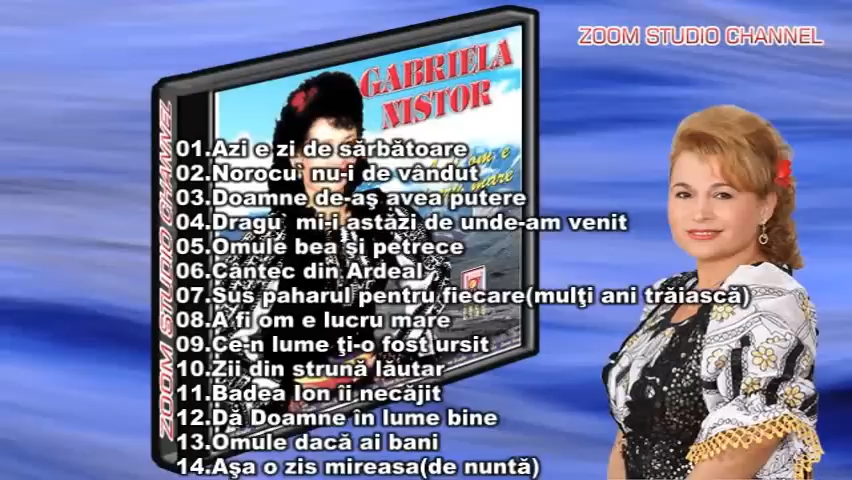 ZOOM STUDIO CHANNEL
GABRIELA
NISTOR
ZOOM STUDIO CHANNEL
01.Azi e zi de sărbătoare
02.Norocu` nu-i de vândut
03.Doamne de-aş avea putere
04.Dragu` mi-i astăzi de unde-am venit
05.Omule bea şi petrece
06.Cântec din Ardeal
07.Sus paharul pentru fiecare(mulţi ani trăiască)
08.A fi om e lucru mare
09.Ce-n lume ţi-o fost ursit
10.Zii din strună lăutar
11.Badea Ion îi necăjit
12.Dă Doamne în lume bine
13.Omule dacă ai bani
14.Aşa o zis mireasa(de nuntă)